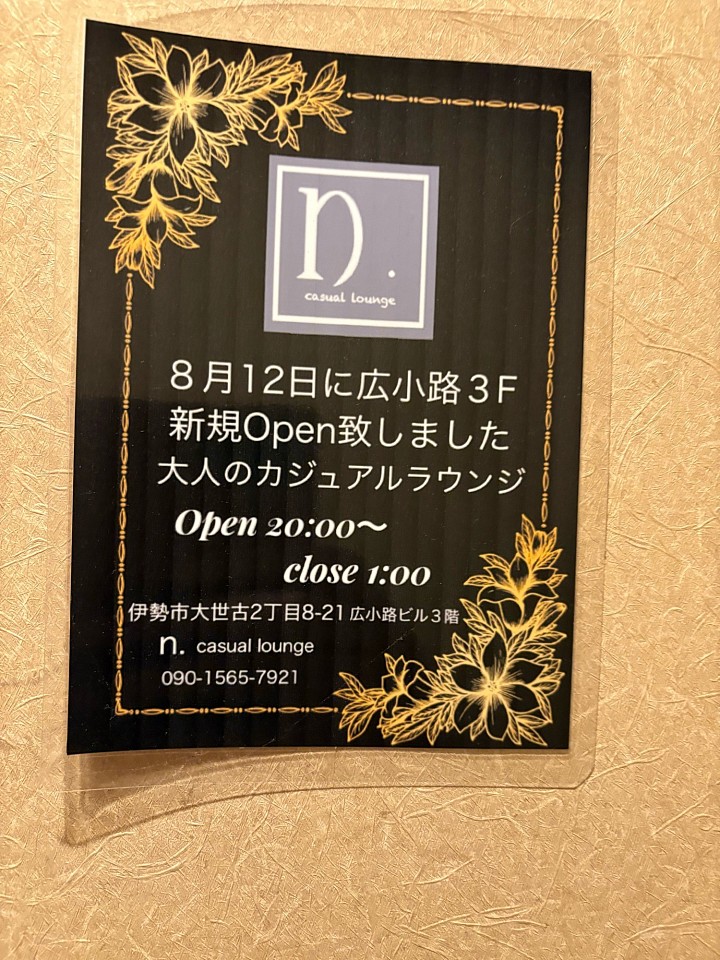 n.
casual lounge
８月12日に広小路３F
新規Open致しました
大人のカジュアルラウンジ
Open 20:00〜
close 1:00
伊勢市大世古2丁目8-21 広小路ビル３階
n. casual lounge
090-1565-7921